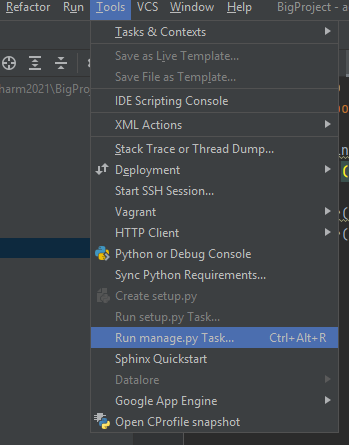 Refactor Run Tools VCS Window Help BigProject - a
harm2021\BigProj
Tasks & Contexts
Save as Live Template...
Save File as Template...
IDE Scripting Console
XML Actions
Stack Trace or Thread Dump...
Deployment
Start SSH Session...
Vagrant
HTTP Client
Python or Debug Console
Sync Python Requirements...
Create setup.py
Run setup.py Task...
Run manage.py Task... Ctrl+Alt+R
Sphinx Quickstart
Datalore
Google App Engine
Open CProfile snapshot